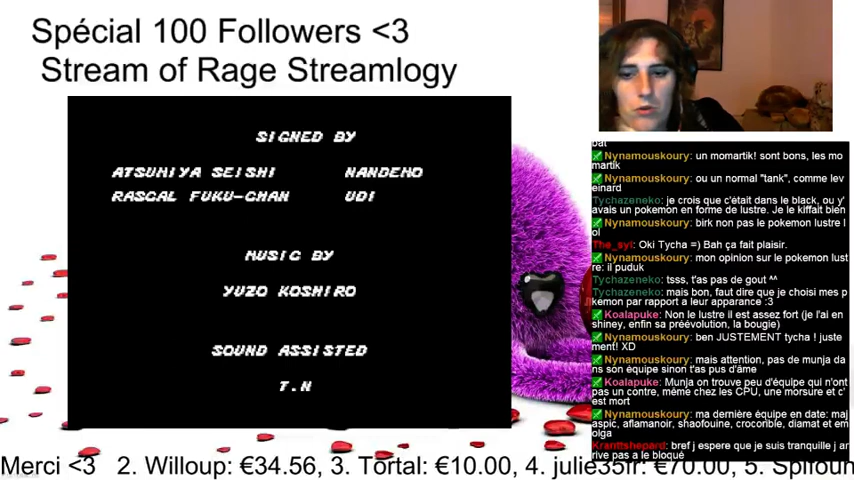 Spécial 100 Followers <3
Stream of Rage Streamlogy
SIGNED BY
ATSUHIYA SEISHI NANDEMO
RASCAL FUKU-CHAN UDI
MUSIC BY
YUZO KOSHIRO
SOUND ASSISTED
T.N
bat
Nynamouskoury: un momartik! sont bons, les mo
martik
Nynamouskoury: ou un normal "tank", comme lev
einard
Tychazeneko: je crois que c'était dans le black, ou y'
avais un pokemon en forme de lustre. Je le kiffait bien
Nynamouskoury: birk non pas le pokemon lustre l
ol
The_syl: Oki Tycha =) Bah ça fait plaisir.
Nynamouskoury: mon opinion sur le pokemon lust
re: il puduk
Tychazeneko: tsss, t'as pas de gout ^^
Tychazeneko: mais bon, faut dire que je choisi mes p
kemon par rapport a leur apparance :3
Koalapuke: Non le lustre il est assez fort (je l'ai en
shiney, enfin sa préévolution, la bougie)
Nynamouskoury: ben JUSTEMENT tycha ! juste
ment! XD
Nynamouskoury: mais attention, pas de munja da
ns son équipe sinon t'as pus d'âme
Koalapuke: Munja on trouve peu d'équipe qui n'ont
pas un contre, même chez les CPU, une morsure et c'
est mort
Nynamouskoury: ma dernière équipe en date: maj
aspic, aflamanoir, shaofouine, crocorible, diamat et em
olga
Kranttshepard: bref j espere que je suis tranquille j ar
rive pas a le bloqué
Merci <3 2. Willoup: €34.56, 3. Tortal: €10.00, 4. julie35fr: €70.00, 5. Spifoun